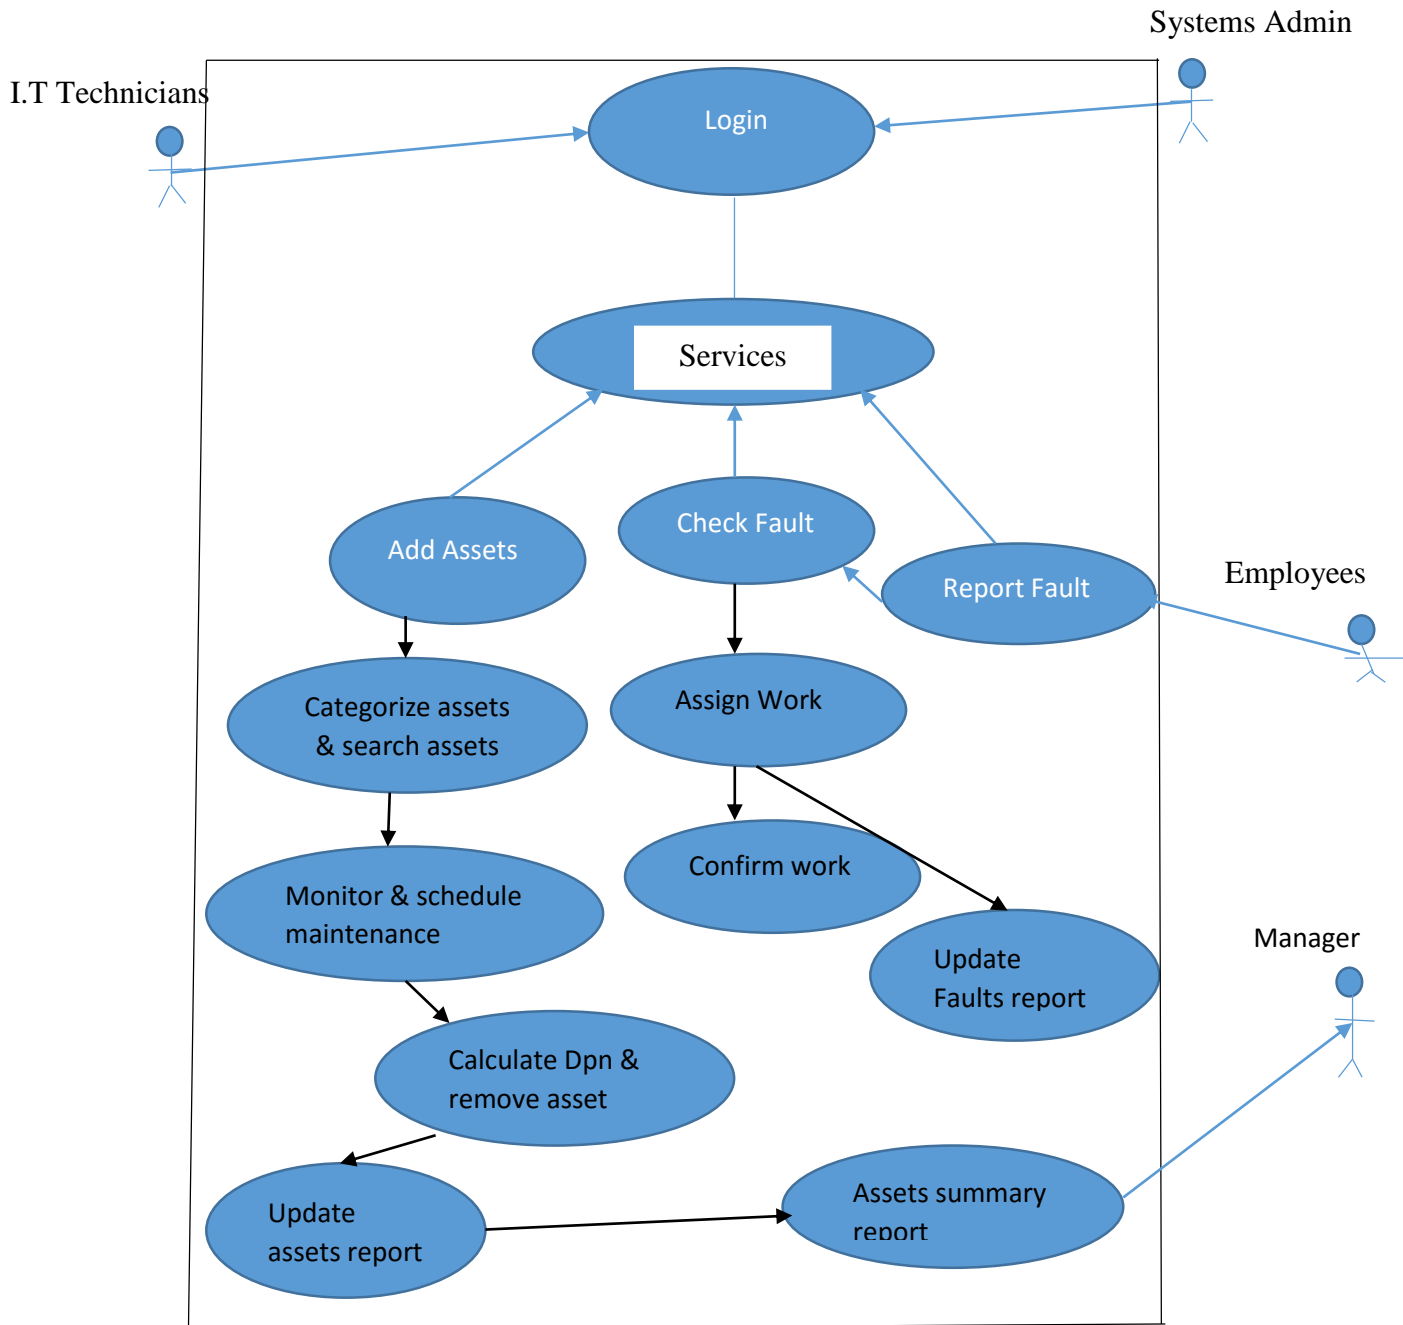 Systems Admin
I.T Technicians
Login
Services
Check Fault
Add Assets
Report Fault
Employees
Categorize assets
& search assets
Assign Work
Confirm work
Monitor & schedule
maintenance
Manager
Update
Faults report
Calculate Dpn &
remove asset
Assets summary
report
Update
assets report